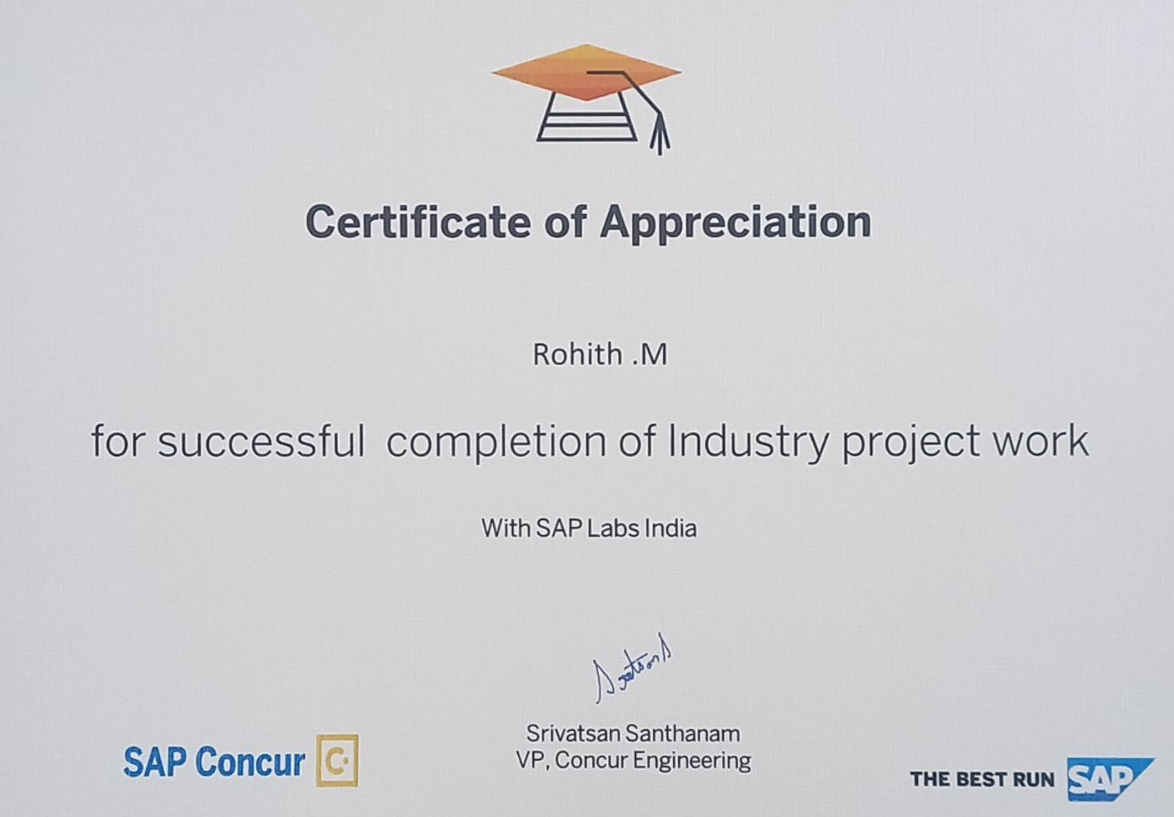 Certificate of Appreciation
Rohith .M
for successful completion of Industry project work
With SAP Labs India
Srivatsan Santhanam
VP, Concur Engineering
SAP Concur C.
THE BEST RUN SAP